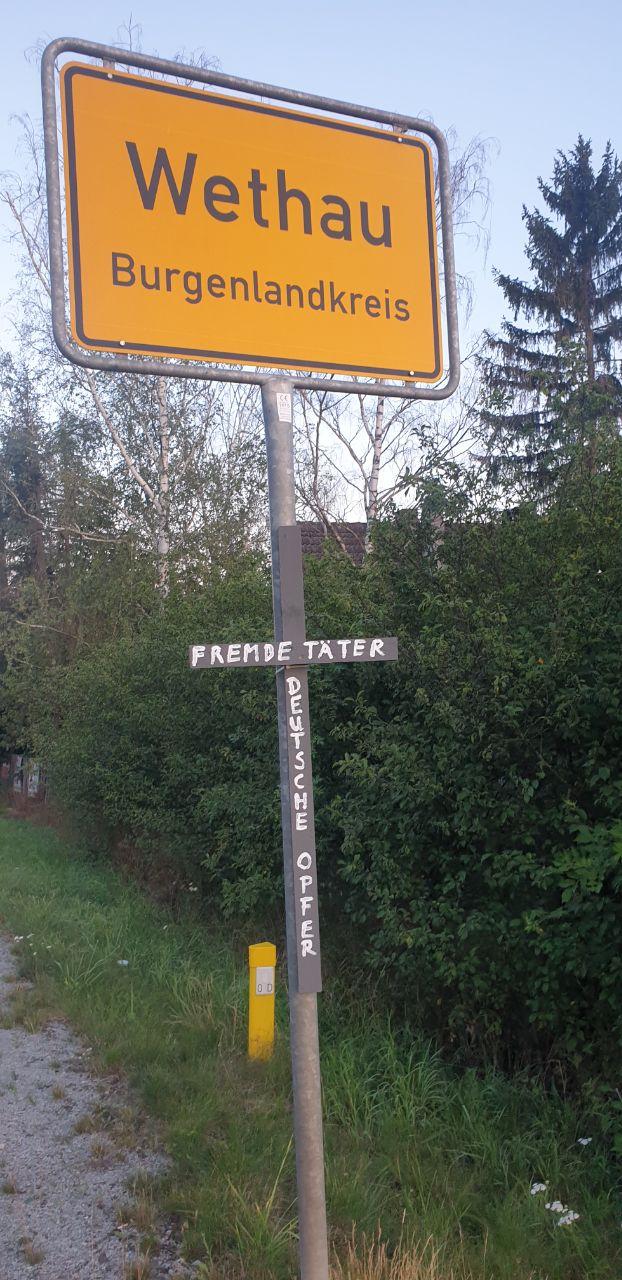 Wethau
Burgenlandkreis
FREMDE TÄTER
DEUTSCHE OPFER
O D